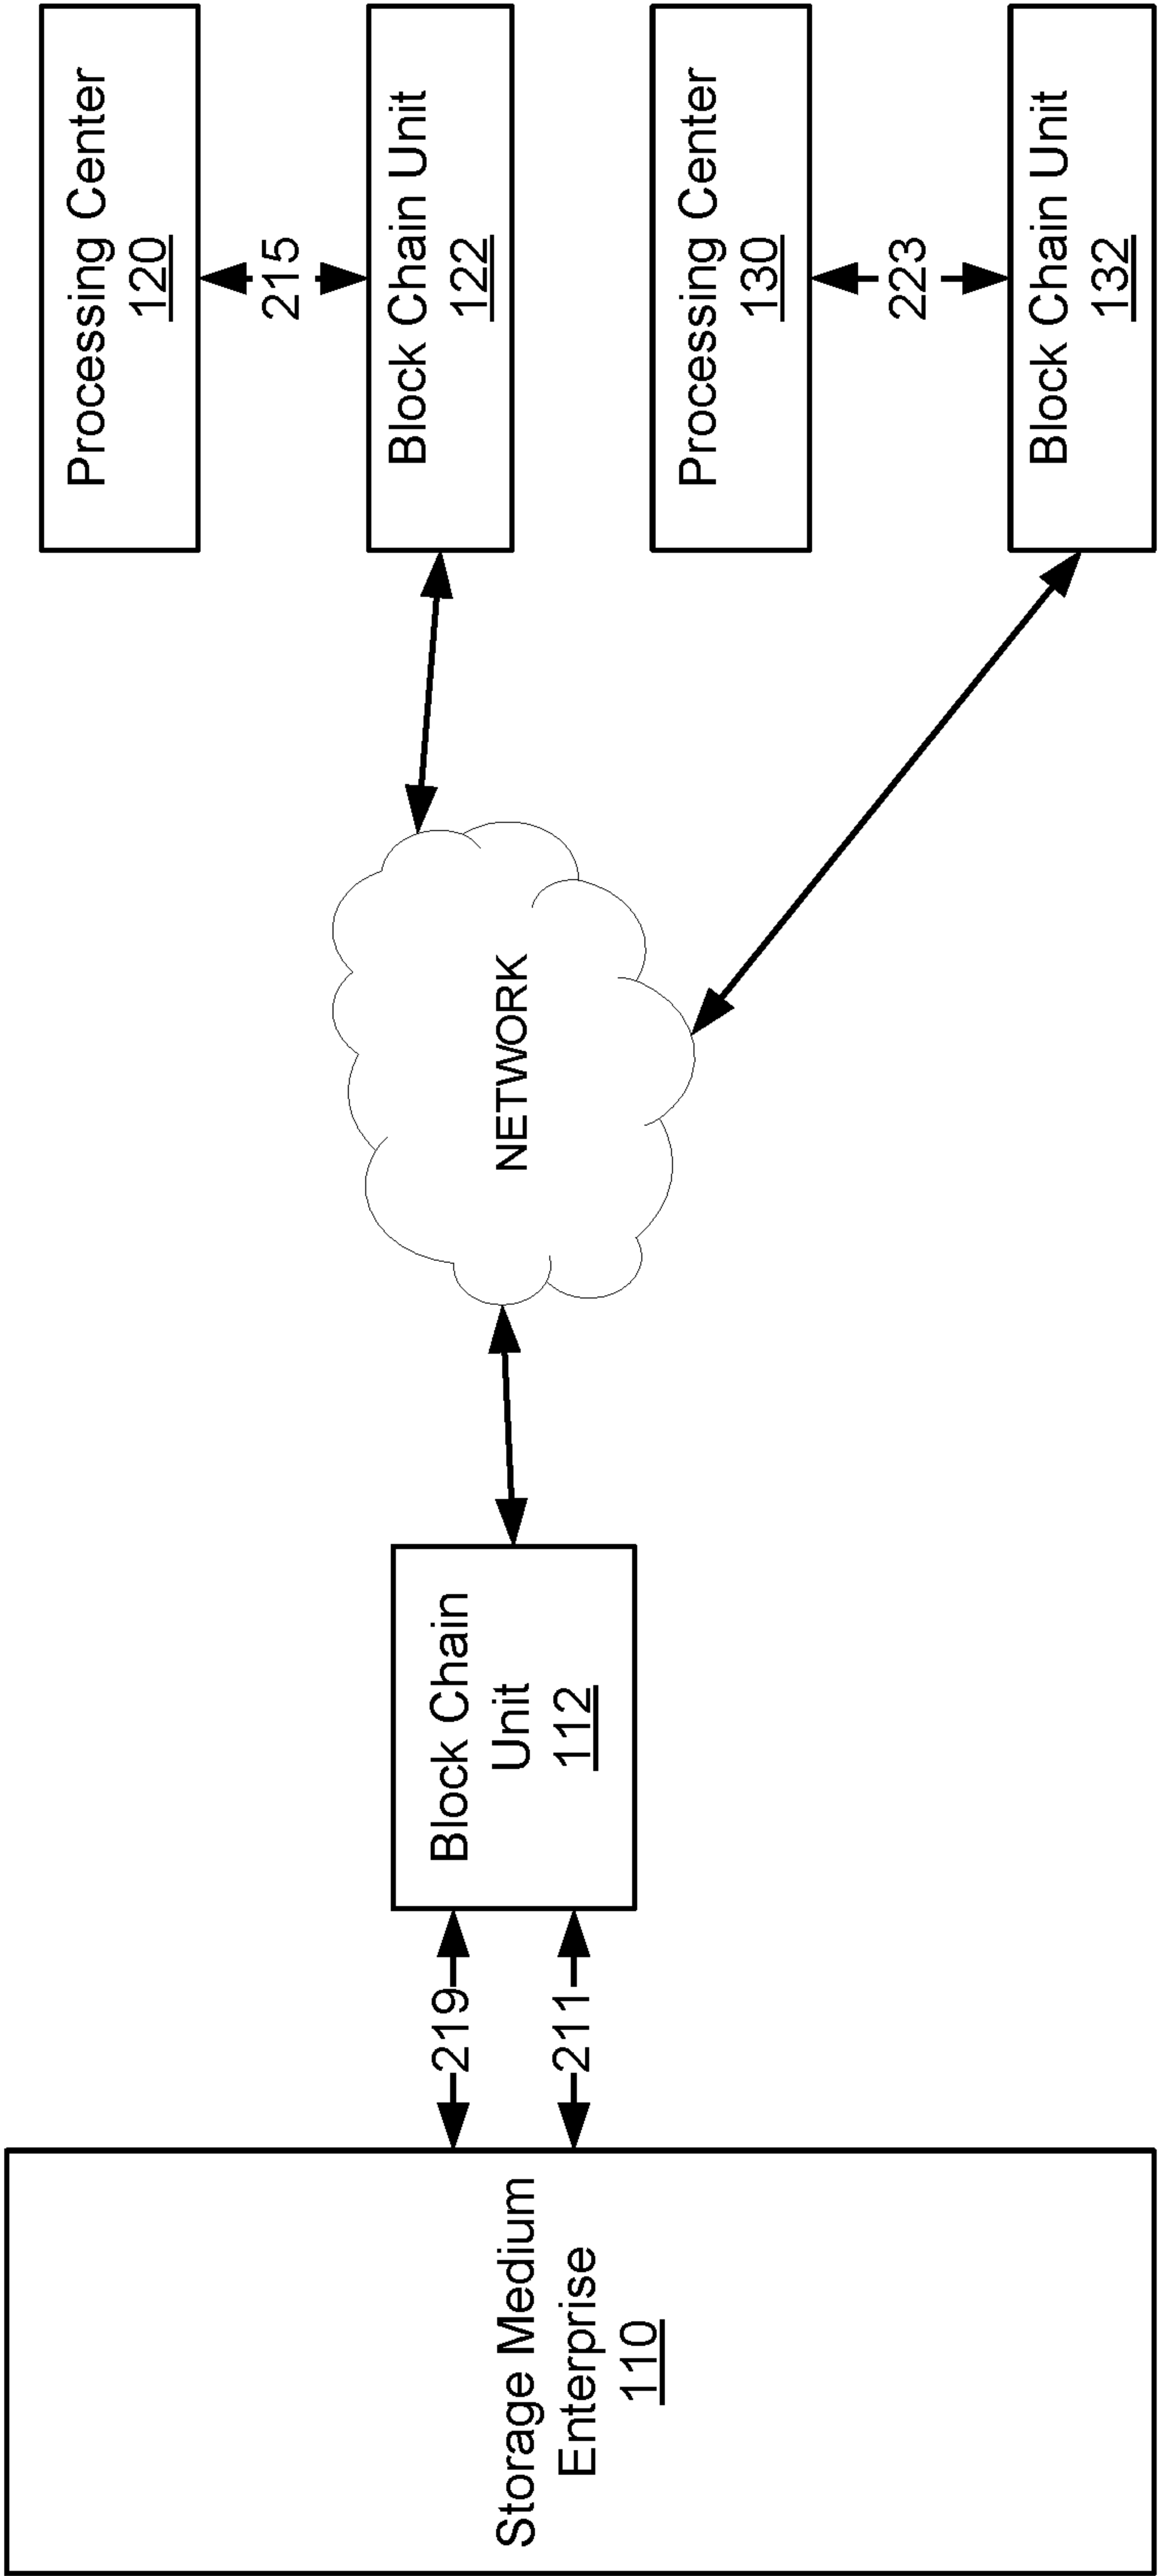 Storage Medium
Enterprise
110
219
211
Block Chain
Unit
112
NETWORK
Processing Center
120
215
Block Chain Unit
122
Processing Center
130
223
Block Chain Unit
132